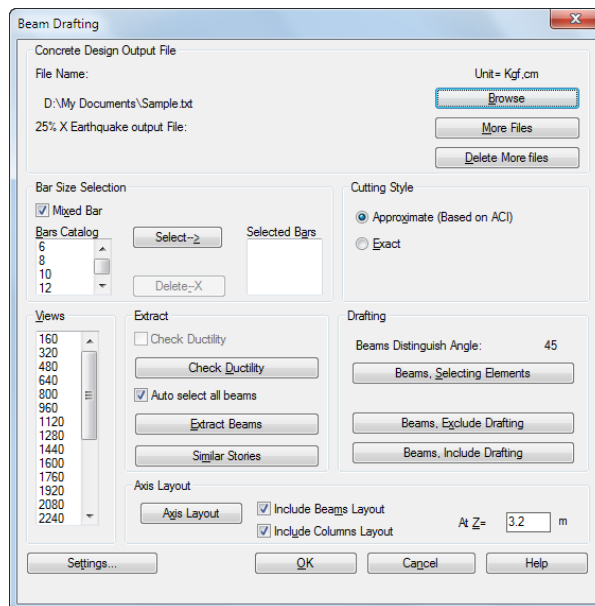 Beam Drafting
Concrete Design Output File
File Name:
Unit= Kgf,cm
D:\My Documents\Sample.txt
Browse
25% X Earthquake output File:
More Files
Delete More files
Bar Size Selection
Mixed Bar
Bars Catalog
6
8
10
12
Select-->
Delete,-X
Selected Bars
Cutting Style
Approximate (Based on ACI)
Exact
Views
160
320
480
640
800
960
1120
1280
1440
1600
1760
1920
2080
2240
Extract
Check Ductility
Check Ductility
Auto select all beams
Extract Beams
Similar Stories
Drafting
Beams Distinguish Angle: 45
Beams, Selecting Elements
Beams, Exclude Drafting
Beams, Include Drafting
Axis Layout
Axis Layout
Include Beams Layout
Include Columns Layout
At Z= 3.2 m
Settings...
OK
Cancel
Help